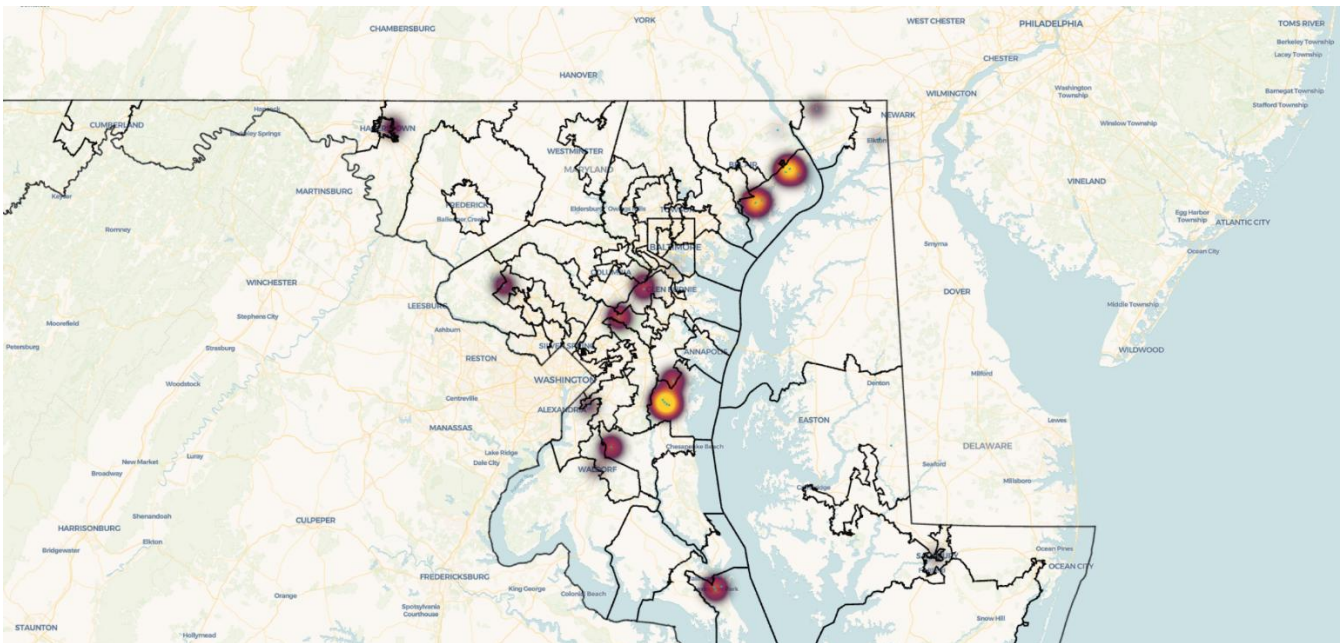 YORK
WEST CHESTER
PHILADELPHIA
TOMS RIVER
CHAMBERSBURG
Berkeley Township
Lacey Township
CHESTER
HANOVER
Washington
Township
Barnegat Township
Stafford Township
WILMINGTON
NEWARK
Winslow Township
CUMBERLAND
Berkeley Springs
WESTMINSTER
MARYLAND
Elkton
Keyser
MARTINSBURG
VINELAND
FREDERICK
Eldersburg
Romney
Egg Harbor
Township
ATLANTIC CITY
Ocean City
BALTIMORE
Smyrna
COLUMBIA
WINCHESTER
GLEN BURNIE
DOVER
LEESBURG
Stephens City
Middle Township
Moorefield
Ashburn
Petersburg
Strasburg
SILVER SPRING
ANNAPOLIS
WILDWOOD
RESTON
Milford
WASHINGTON
Denton
Woodstock
Centreville
ALEXANDRIA
EASTON
Lewes
MANASSAS
Chesapeake Beach
DELAWARE
Luray
New Market
Lake Ridge
Dale City
WALDORF
Seaford
Broadway
Millsboro
Shenandoah
CULPEPER
HARRISONBURG
Elkton
Bridgewater
Ocean Pines
OCEAN CITY
FREDERICKSBURG
King George
Colonial Beach
Orange
Spotsylvania
Courthouse
Snow Hill
STAUNTON
Hollymead